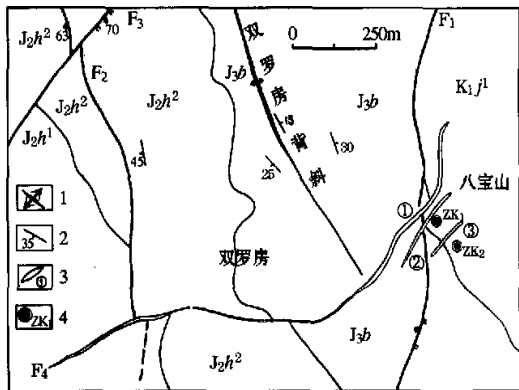 F₃
F₁
J₂h²
63
70
双罗房背斜
0 250m
F₂
J₂h²
J₂h²
J₃b
J₃b
K₁j¹
J₂h¹
45
25
30
八宝山
1
①
ZK₁
③
35 2
②
ZK₂
① 3
双罗房
ZK₁ 4
J₃b
F₄
J₂h²